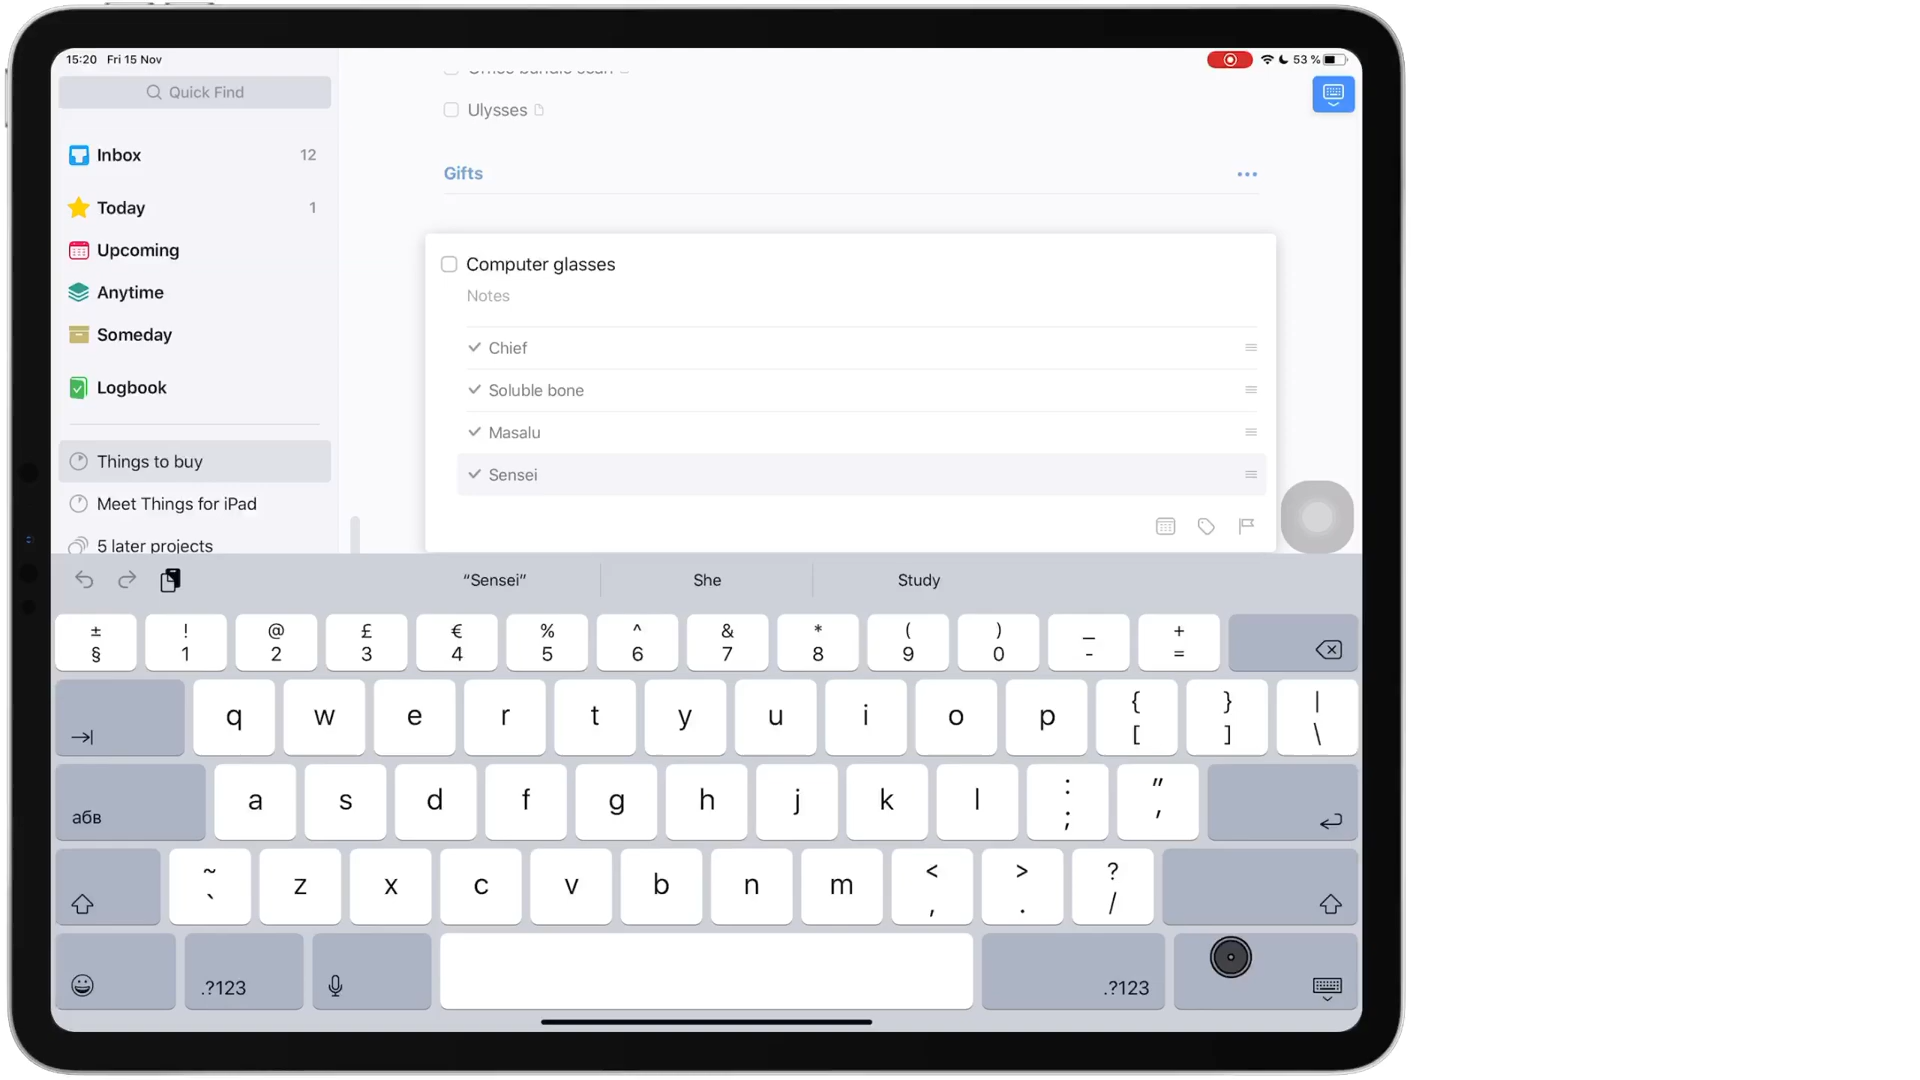 15:20 Fri 15 Nov
53 %
Quick Find
Inbox 12
Today 1
Upcoming
Anytime
Someday
Logbook
Things to buy
Meet Things for iPad
5 later projects
Ulysses
Gifts
Computer glasses
Notes
Chief
Soluble bone
Masalu
Sensei
“Sensei” She Study
± ! @ £ € % ^ & * ( ) _ +
§ 1 2 3 4 5 6 7 8 9 0 - =
q w e r t y u i o p { } |
[ ] \
абв a s d f g h j k l : "
; '
~ z x c v b n m < > ?
` , . /
.?123 .?123